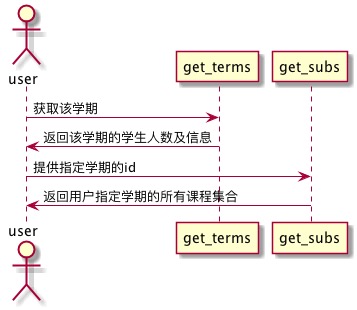 user
get_terms
get_subs
获取该学期
返回该学期的学生人数及信息
提供指定学期的id
返回用户指定学期的所有课程集合
user
get_terms
get_subs